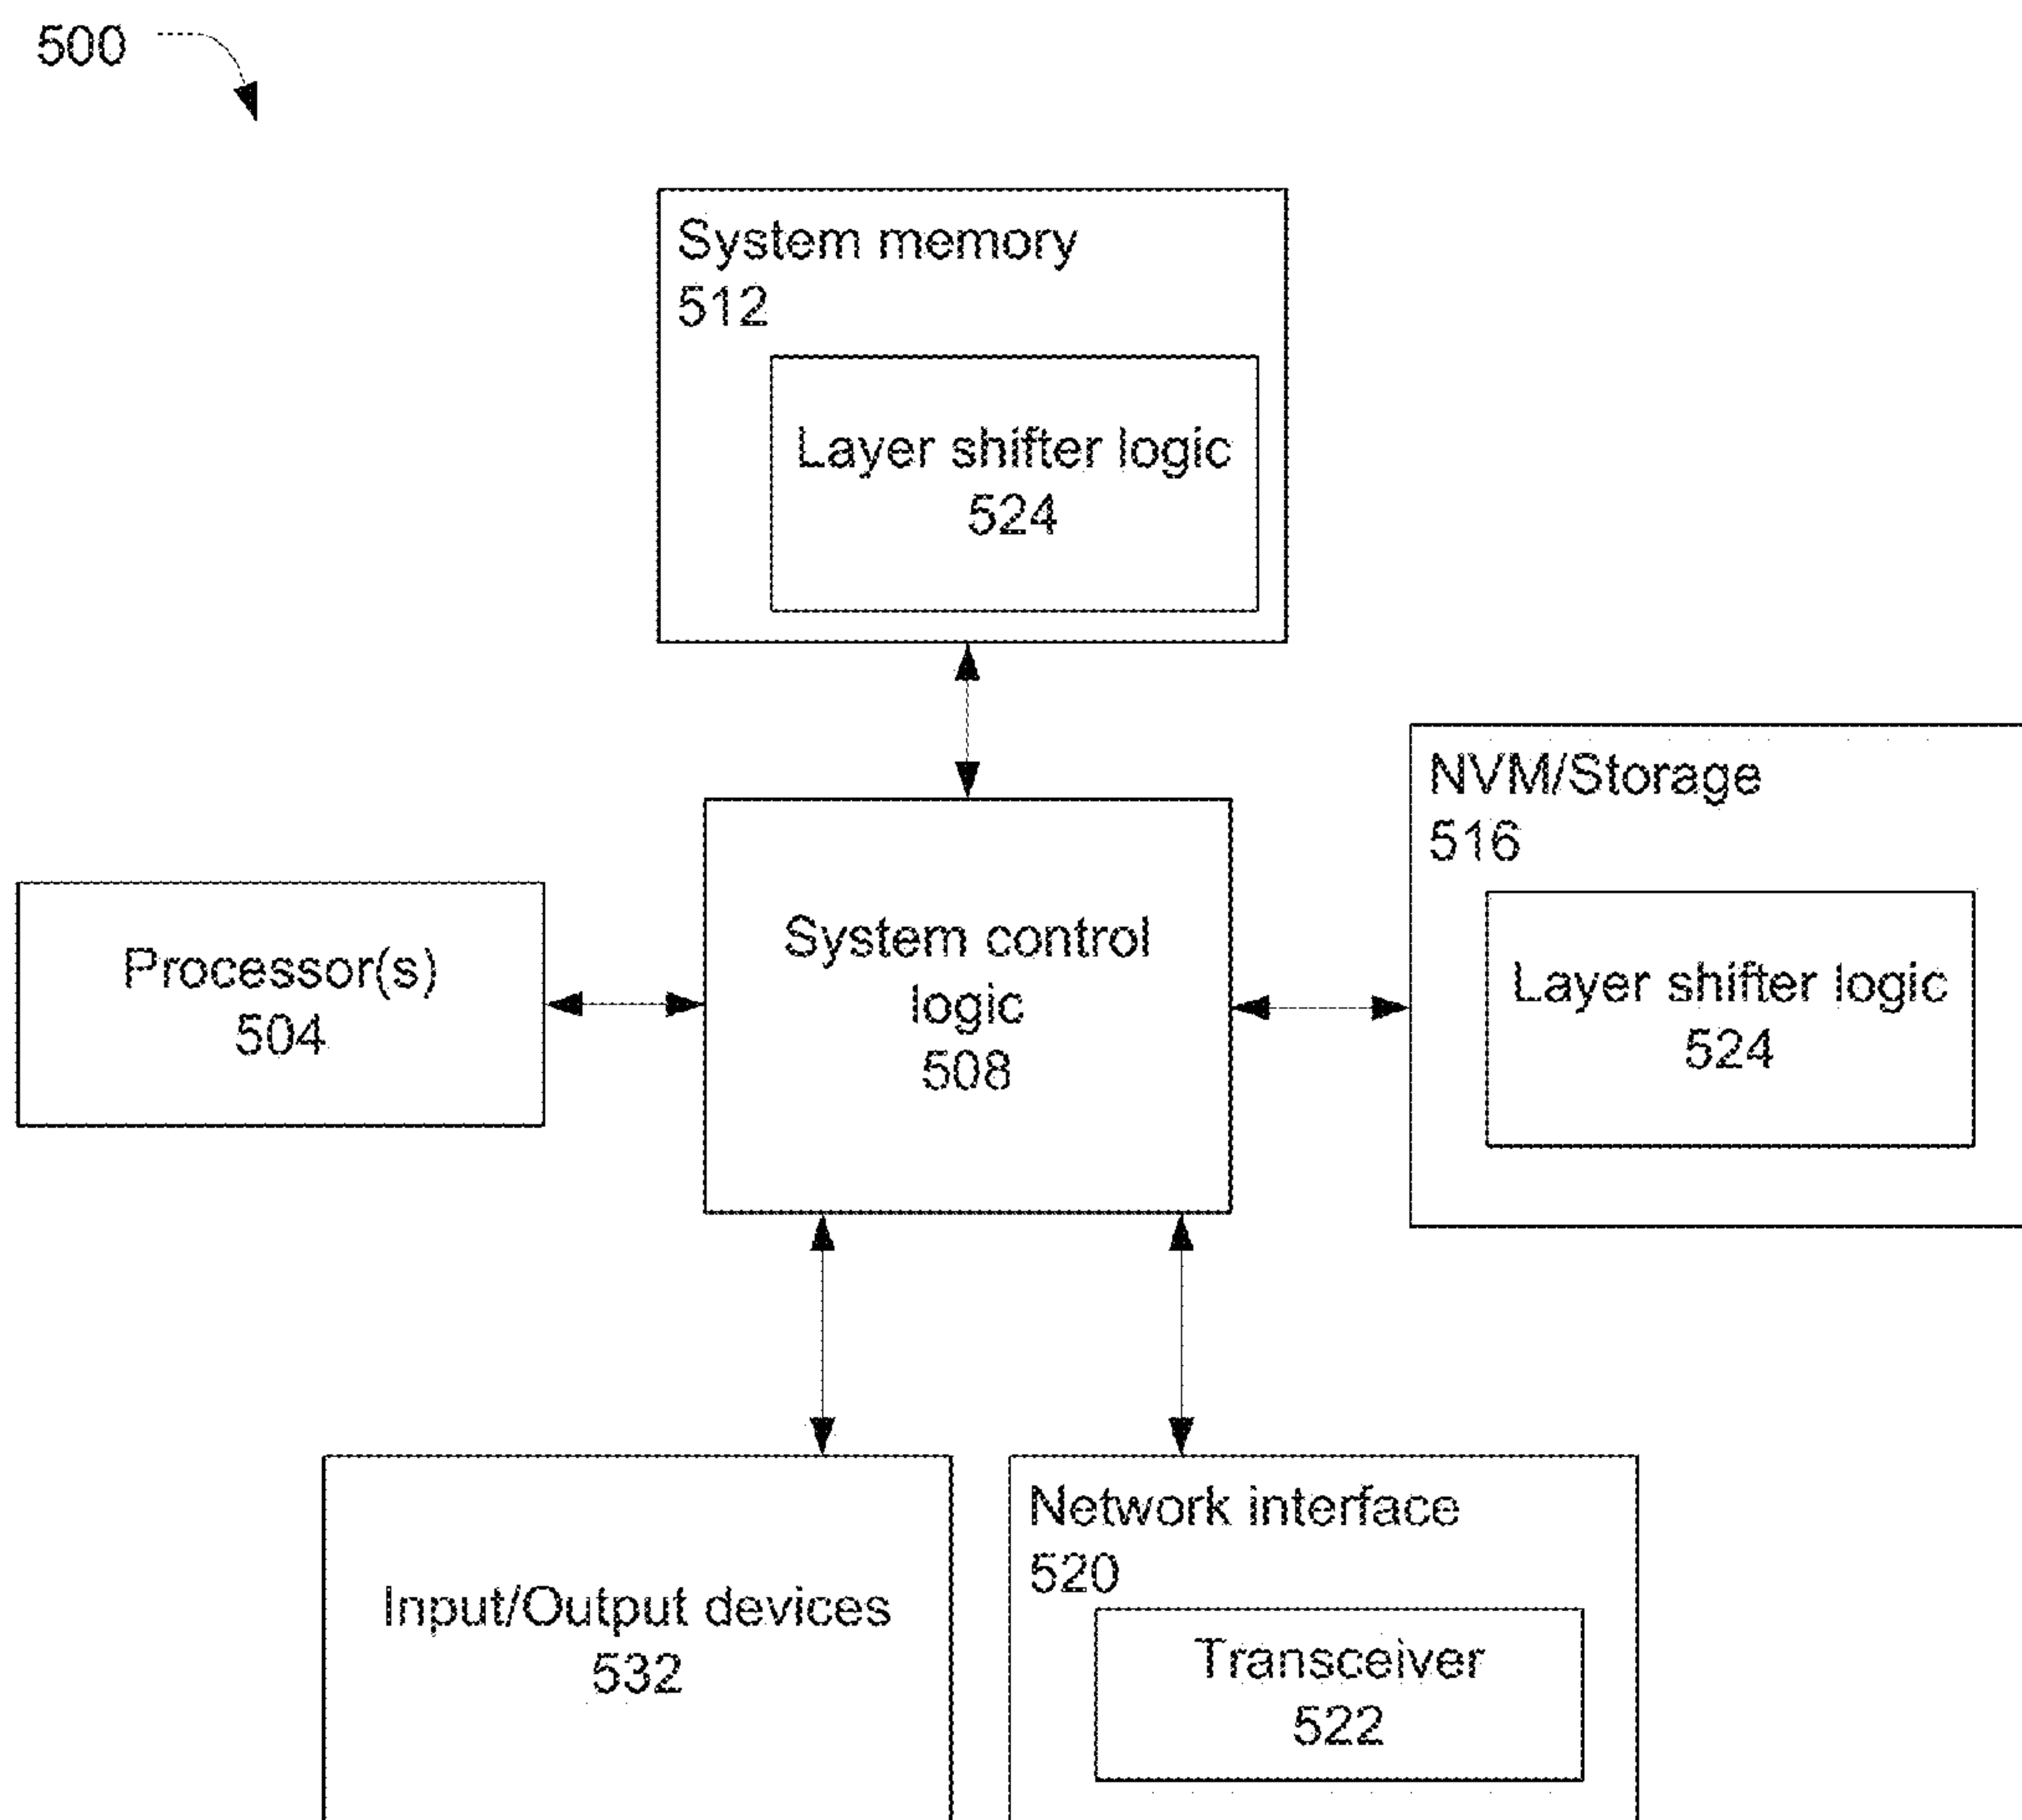 500
System memory
512
Layer shifter logic
524
NVM/Storage
516
Layer shifter logic
524
Processor(s)
504
System control
logic
508
Input/Output devices
532
Network interface
520
Transceiver
522